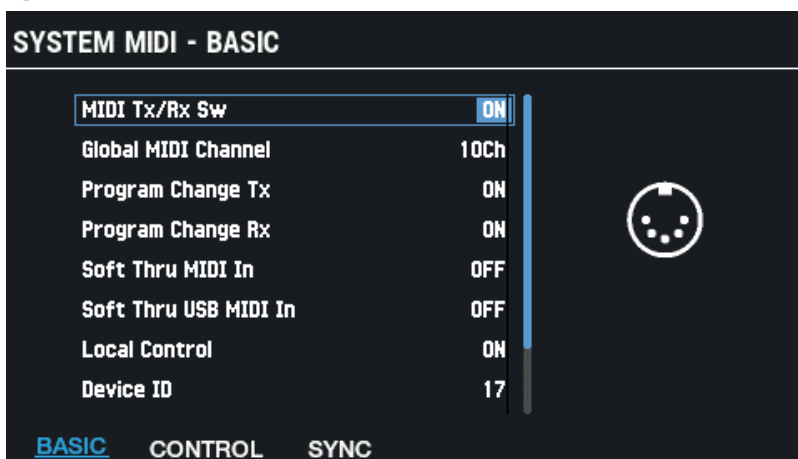 SYSTEM MIDI - BASIC
MIDI Tx/Rx Sw ON
Global MIDI Channel 10Ch
Program Change Tx ON
Program Change Rx ON
Soft Thru MIDI In OFF
Soft Thru USB MIDI In OFF
Local Control ON
Device ID 17
BASIC CONTROL SYNC